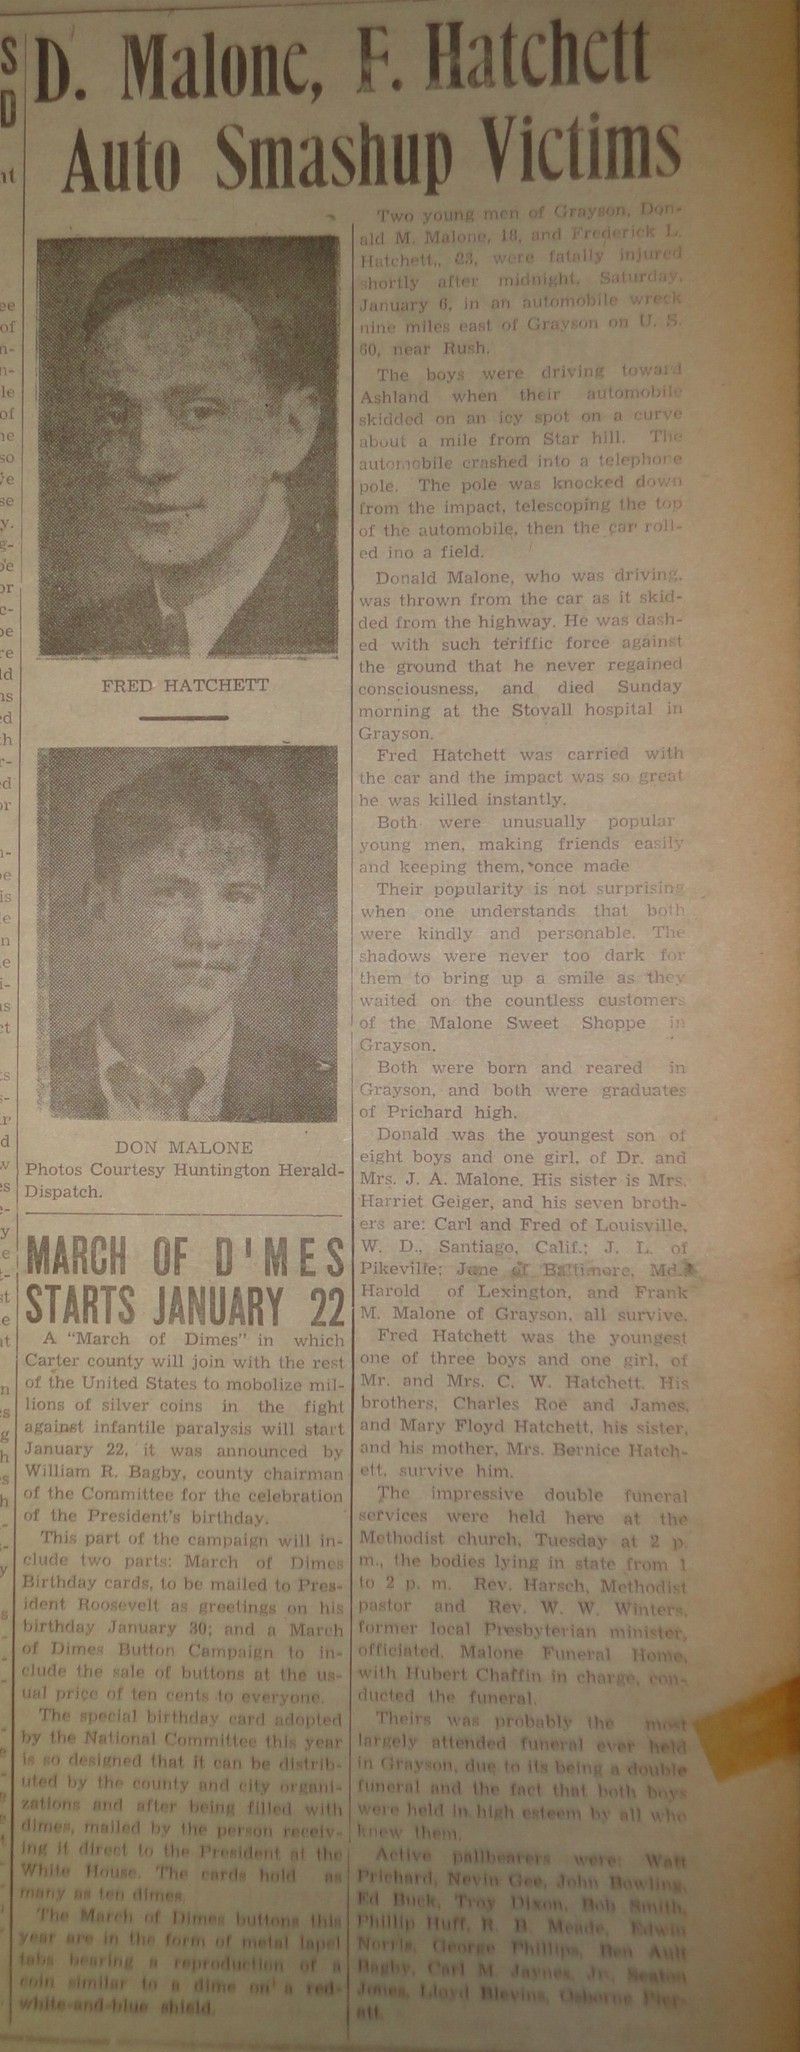 D. Malone, F. Hatchett
Auto Smashup Victims
FRED HATCHETT
DON MALONE
Photos Courtesy Huntington Herald-
Dispatch.
MARCH OF D'MES
STARTS JANUARY 22
A "March of Dimes" in which
Carter county will join with the rest
of the United States to mobolize mil-
lions of silver coins in the fight
against infantile paralysis will start
January 22, it was announced by
William R. Bagby, county chairman
of the Committee for the celebration
of the President's birthday.
This part of the campaign will in-
clude two parts: March of Dimes
Birthday cards, to be mailed to Pres-
ident Roosevelt as greetings on his
birthday January 30; and a March
of Dimes Button Campaign to in-
clude the sale of buttons at the us-
ual price of ten cents to everyone.
The special birthday card adopted
by the National Committee this year
is so designed that it can be distrib-
uted by the county and city organi-
zations and after being filled with
dimes, mailed by the person receiv-
ing it direct to the President at the
White House. The cards hold as
many as ten dimes.
The March of Dimes buttons this
year are in the form of metal lapel
tabs bearing a reproduction of a
coin similar to a dime on a red-
white-and-blue shield.
Two young men of Grayson, Don-
ald M. Malone, 18, and Frederick L.
Hatchett,, 23, were fatally injured
shortly after midnight, Saturday,
January 6, in an automobile wreck
nine miles east of Grayson on U. S.
60, near Rush.
The boys were driving toward
Ashland when their automobile
skidded on an icy spot on a curve
about a mile from Star hill. The
automobile crashed into a telephone
pole. The pole was knocked down
from the impact, telescoping the top
of the automobile, then the car roll-
ed ino a field.
Donald Malone, who was driving,
was thrown from the car as it skid-
ded from the highway. He was dash-
ed with such teriffic force against
the ground that he never regained
consciousness, and died Sunday
morning at the Stovall hospital in
Grayson.
Fred Hatchett was carried with
the car and the impact was so great
he was killed instantly.
Both were unusually popular
young men, making friends easily
and keeping them, once made
Their popularity is not surprising
when one understands that both
were kindly and personable. The
shadows were never too dark for
them to bring up a smile as they
waited on the countless customers
of the Malone Sweet Shoppe in
Grayson.
Both were born and reared in
Grayson, and both were graduates
of Prichard high.
Donald was the youngest son of
eight boys and one girl, of Dr. and
Mrs. J. A. Malone. His sister is Mrs.
Harriet Geiger, and his seven broth-
ers are: Carl and Fred of Louisville,
W. D., Santiago, Calif.; J. L. of
Pikeville; of Baltimore, Md.;
Harold of Lexington, and Frank
M. Malone of Grayson, all survive.
Fred Hatchett was the youngest
one of three boys and one girl, of
Mr. and Mrs. C. W. Hatchett. His
brothers, Charles Roe and James,
and Mary Floyd Hatchett, his sister,
and his mother, Mrs. Bernice Hatch-
ett, survive him.
The impressive double funeral
services were held here at the
Methodist church, Tuesday at 2 p.
m., the bodies lying in state from 1
to 2 p. m. Rev. Harsch, Methodist
pastor and Rev. W. W. Winters,
former local Presbyterian minister,
officiated. Malone Funeral Home,
with Hubert Chaffin in charge, con-
ducted the funeral.
Theirs was probably the most
largely attended funeral ever held
in Grayson, due to its being a double
funeral and the fact that both boys
were held in high esteem by all who
knew them.
Active pallbearers were: Watt
Prichard, Nevin Gee, John Bowling,
Ed Buck, Troy Dixon, Bob Smith,
Phillip Huff, R. B. Meade, Edwin
Norris, George Phillips, Ben Ault
Bagby, Carl M. Jaynes, Jr., Seaton
Jones, Lloyd Blevins, Osborne Pier-
att.